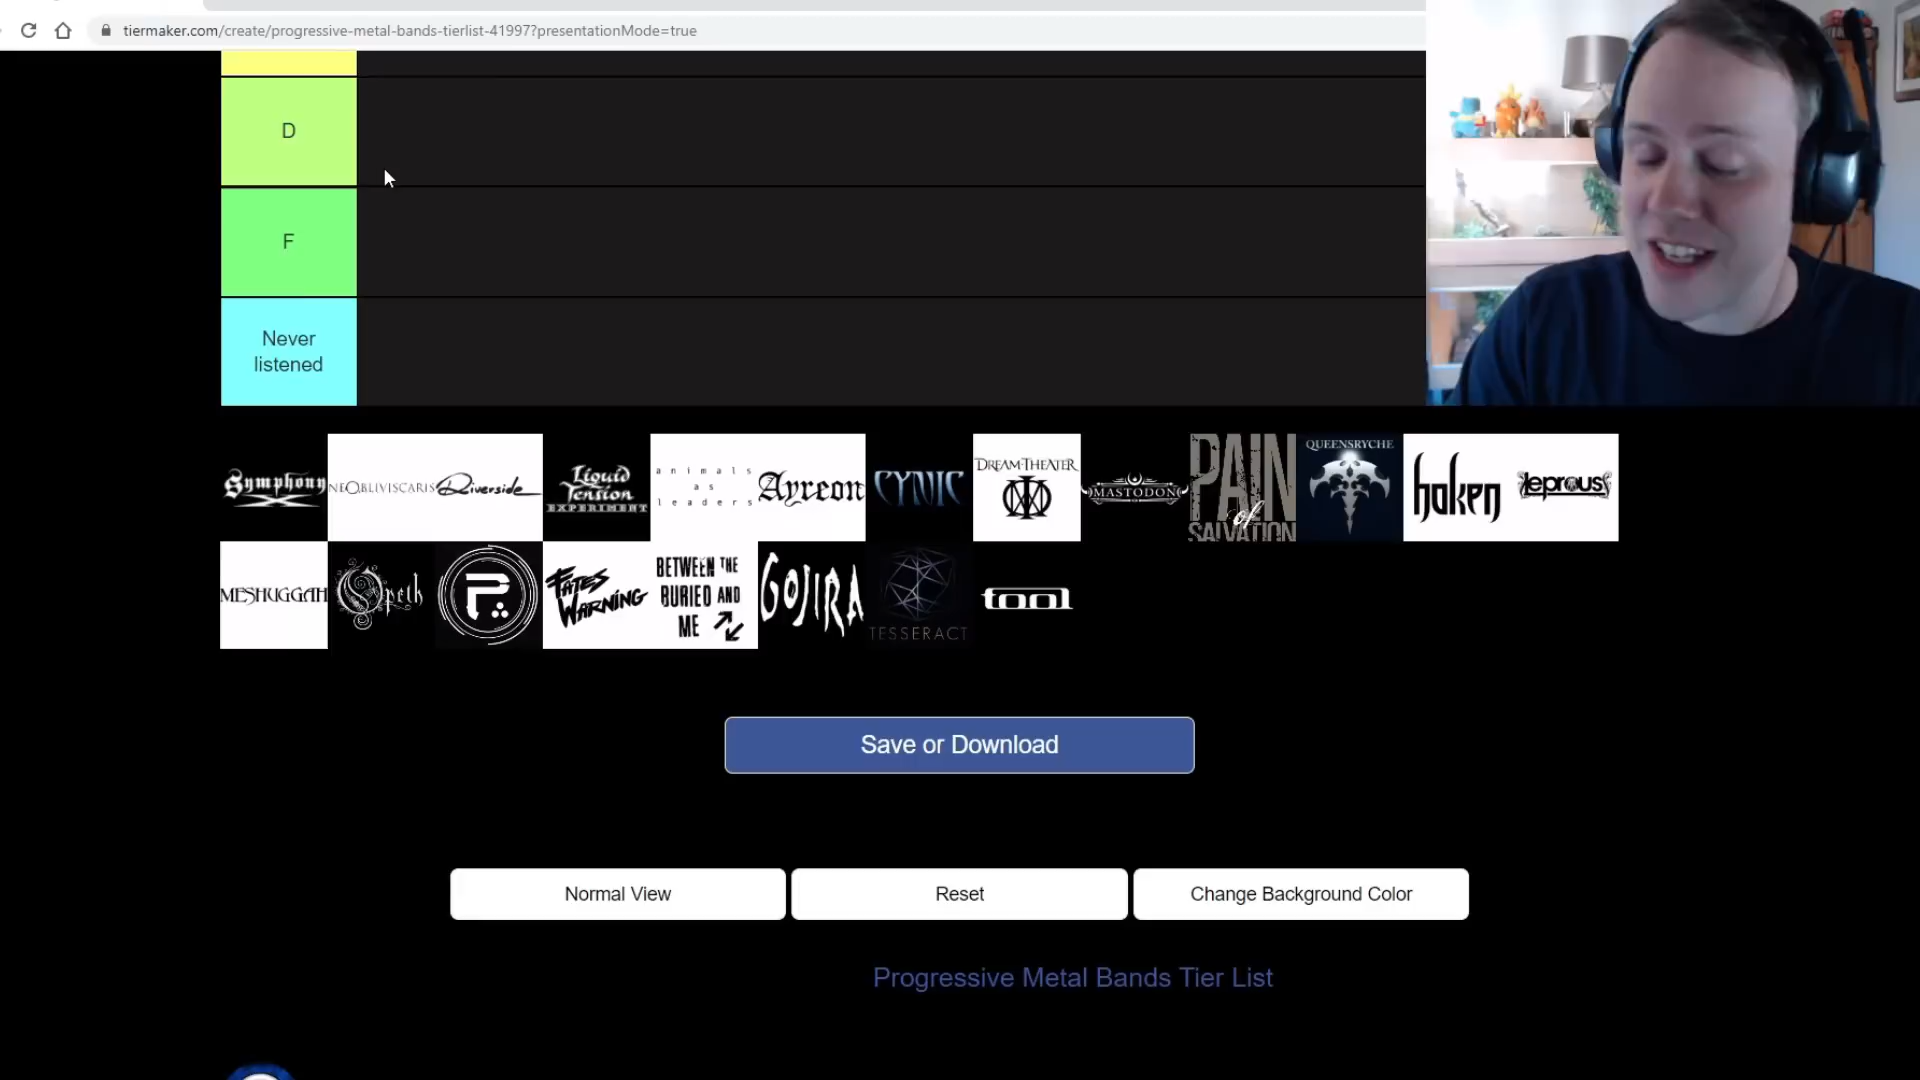 tiermaker.com/create/progressive-metal-bands-tierlist-41997?presentationMode=true
D
F
Never
listened
Symphony X
NE OBLIVISCARIS
Riverside
Liquid
Tension
EXPERIMENT
animals
as
leaders
Ayreon
CYNIC
DREAM THEATER
MASTODON
PAIN
of
SALVATION
QUEENSRYCHE
haken
leprous
MESHUGGAH
Opeth
P
FATES
WARNING
BETWEEN THE
BURIED AND
ME
GOJIRA
TESSERACT
tool
Save or Download
Normal View
Reset
Change Background Color
Progressive Metal Bands Tier List